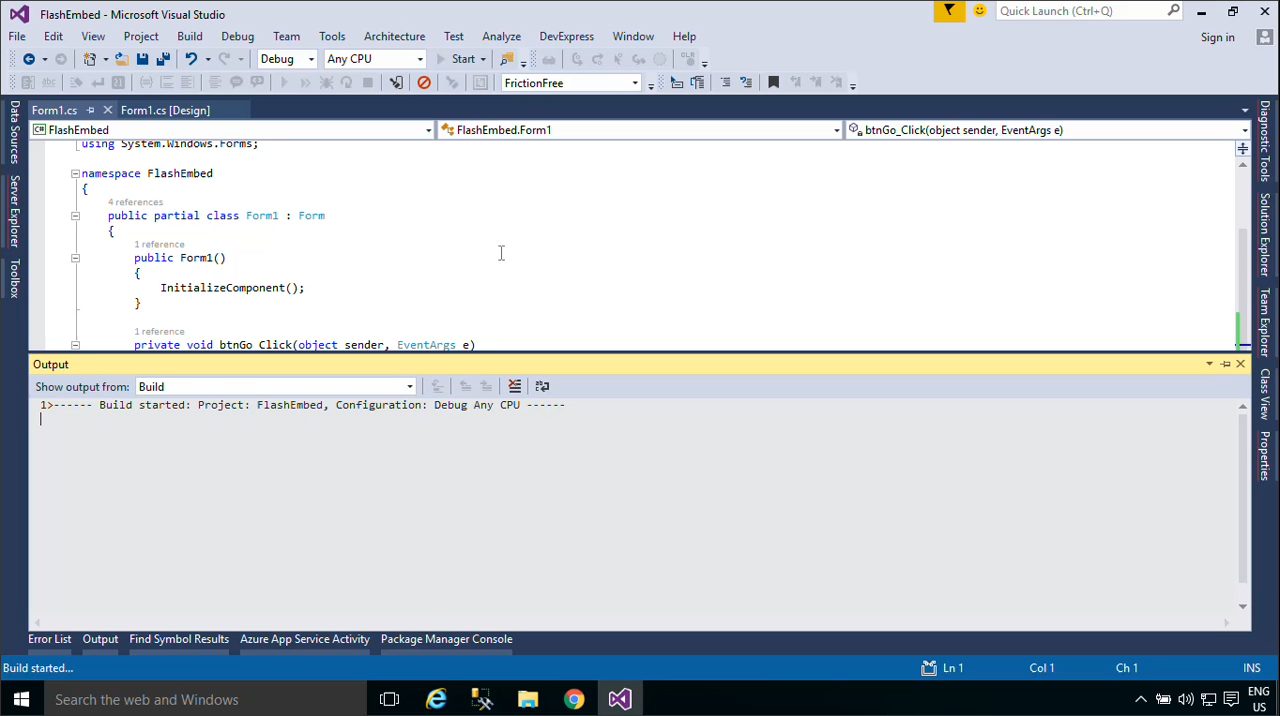 FlashEmbed - Microsoft Visual Studio
Quick Launch (Ctrl+Q)
File Edit View Project Build Debug Team Tools Architecture Test Analyze DevExpress Window Help
Sign in
Debug Any CPU Start
FrictionFree
Data Sources
Server Explorer
Toolbox
Form1.cs Form1.cs [Design]
FlashEmbed FlashEmbed.Form1 btnGo_Click(object sender, EventArgs e)
using System.Windows.Forms;
namespace FlashEmbed
{
4 references
public partial class Form1 : Form
{
1 reference
public Form1()
{
InitializeComponent();
}
1 reference
private void btnGo_Click(object sender, EventArgs e)
Diagnostic Tools
Solution Explorer
Team Explorer
Class View
Properties
Output
Show output from: Build
1>------ Build started: Project: FlashEmbed, Configuration: Debug Any CPU ------
Error List Output Find Symbol Results Azure App Service Activity Package Manager Console
Build started... Ln 1 Col 1 Ch 1 INS
Search the web and Windows
ENG
US